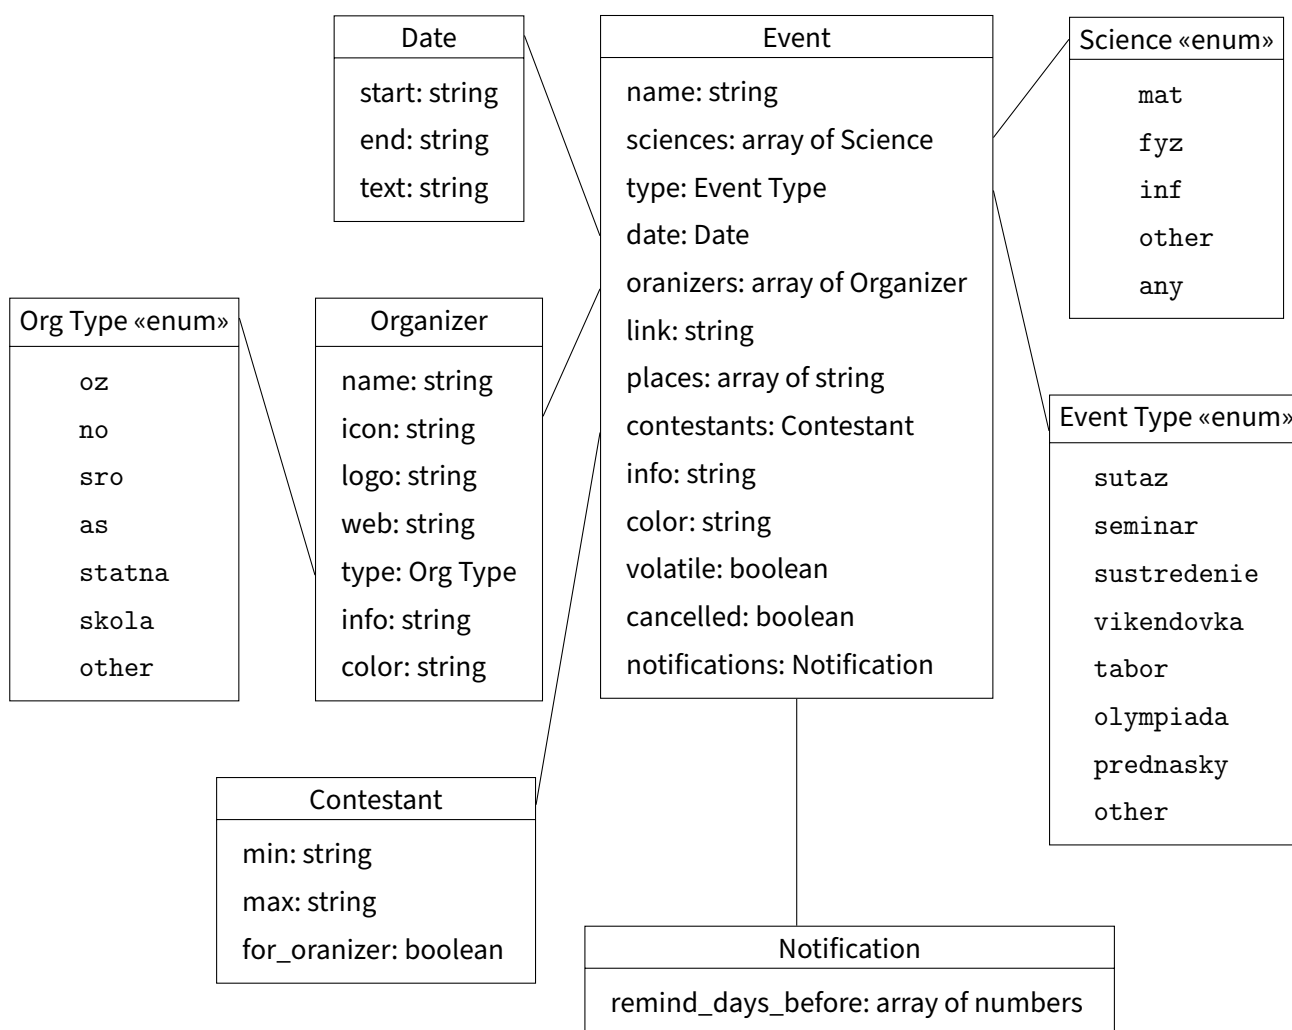 Date
start: string
end: string
text: string
Event
name: string
sciences: array of Science
type: Event Type
date: Date
oranizers: array of Organizer
link: string
places: array of string
contestants: Contestant
info: string
color: string
volatile: boolean
cancelled: boolean
notifications: Notification
Science «enum»
mat
fyz
inf
other
any
Org Type «enum»
oz
no
sro
as
statna
skola
other
Organizer
name: string
icon: string
logo: string
web: string
type: Org Type
info: string
color: string
Event Type «enum»
sutaz
seminar
sustredenie
vikendovka
tabor
olympiada
prednasky
other
Contestant
min: string
max: string
for_oranizer: boolean
Notification
remind_days_before: array of numbers